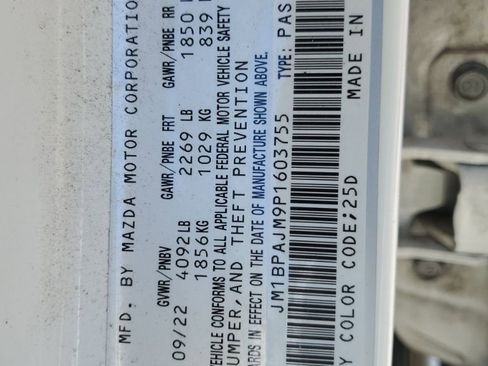 MFD. BY MAZDA MOTOR CORPORATION
GVWR/PNBV GAWR/PNBE FRT GAWR/PNBE RR
09/22 4092LB 2269 LB 1850
1856KG 1029 KG 839
VEHICLE CONFORMS TO ALL APPLICABLE FEDERAL MOTOR VEHICLE SAFETY
BUMPER, AND THEFT PREVENTION
ARDS IN EFFECT ON THE DATE OF MANUFACTURE SHOWN ABOVE.
JM1BPAJM9P1603755 TYPE: PAS
Y COLOR CODE;25D MADE IN